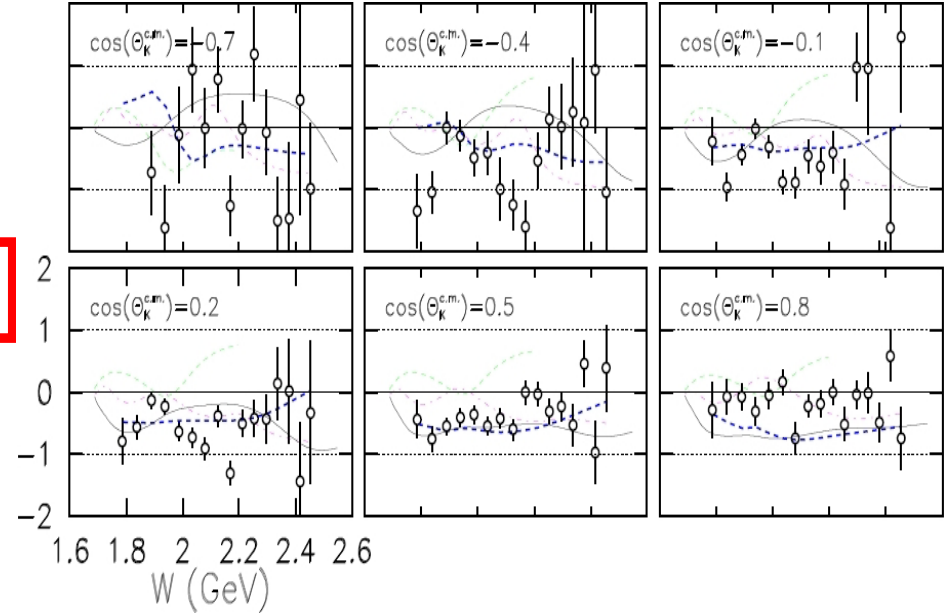 cos(θ_K^c.m.)=−0.7
cos(θ_K^c.m.)=−0.4
cos(θ_K^c.m.)=−0.1
2
cos(θ_K^c.m.)=0.2
cos(θ_K^c.m.)=0.5
cos(θ_K^c.m.)=0.8
1
0
−1
−2
1.6 1.8 2 2.2 2.4 2.6
W (GeV)